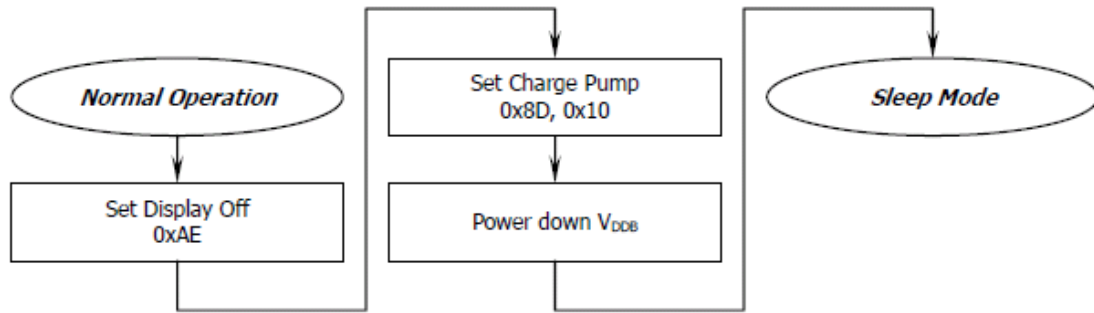 Normal Operation
Set Display Off
0xAE
Set Charge Pump
0x8D, 0x10
Power down VDDB
Sleep Mode